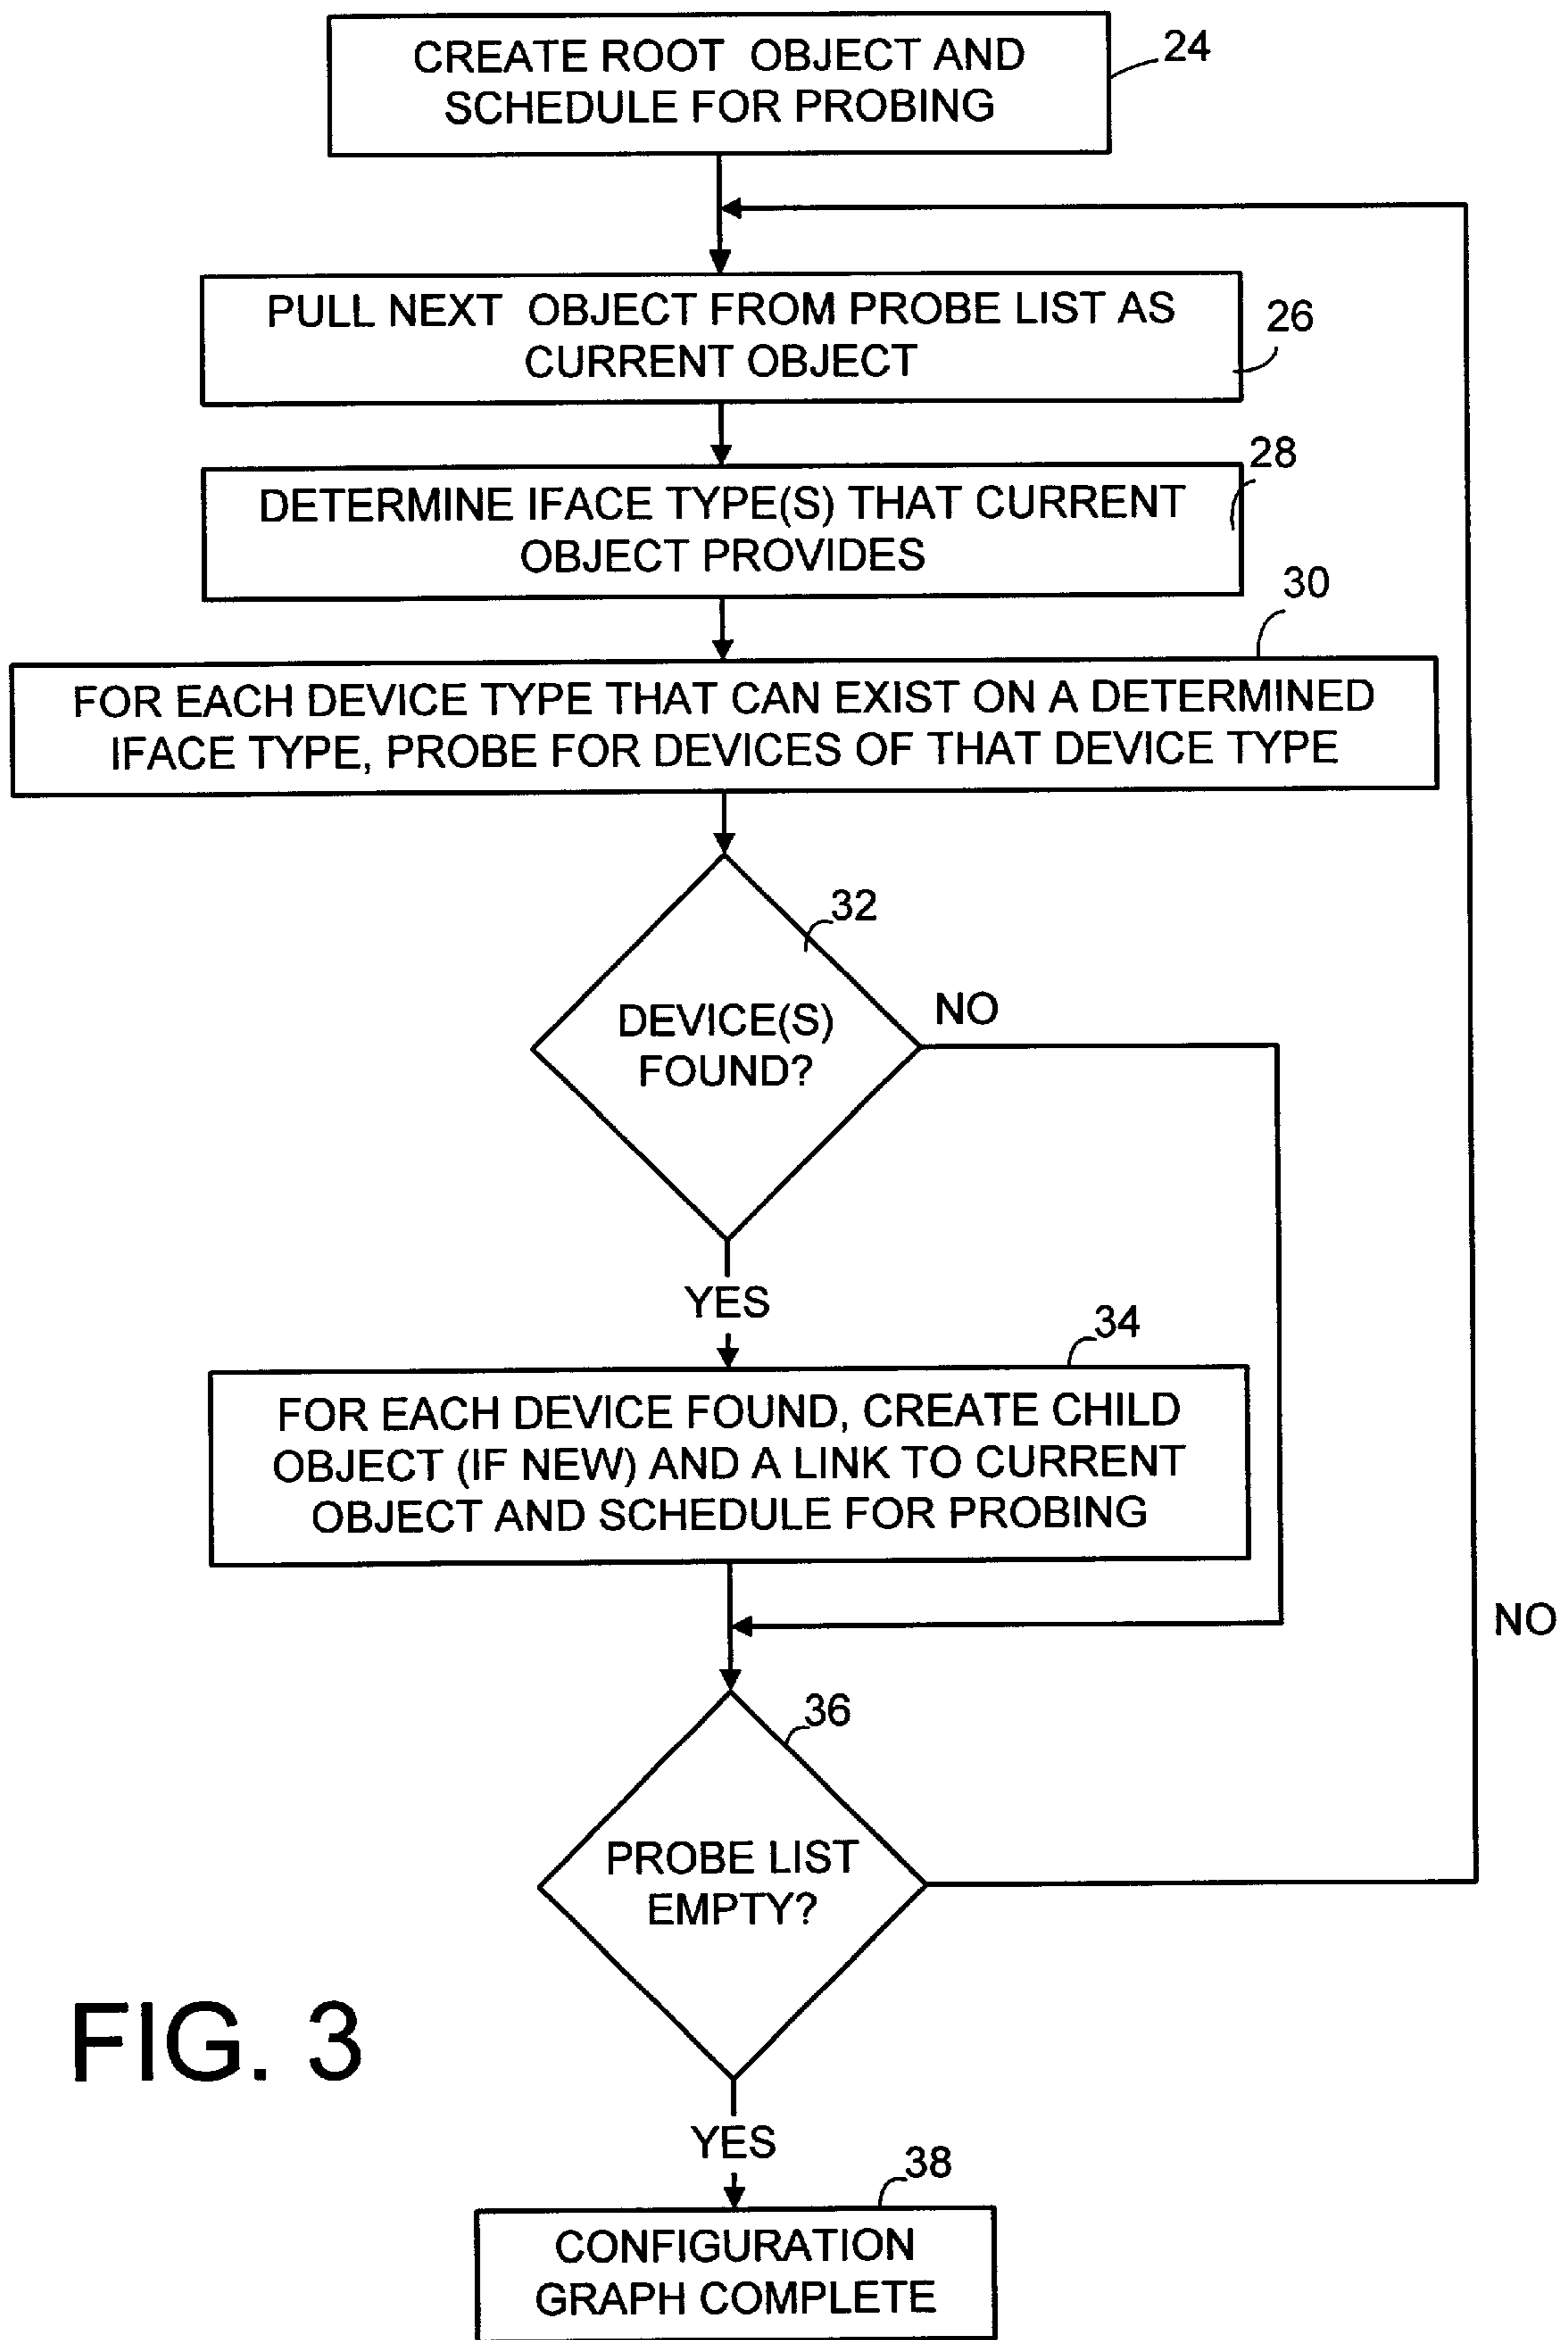 CREATE ROOT OBJECT AND
SCHEDULE FOR PROBING
24
PULL NEXT OBJECT FROM PROBE LIST AS
CURRENT OBJECT
26
DETERMINE IFACE TYPE(S) THAT CURRENT
OBJECT PROVIDES
28
30
FOR EACH DEVICE TYPE THAT CAN EXIST ON A DETERMINED
IFACE TYPE, PROBE FOR DEVICES OF THAT DEVICE TYPE
32
DEVICE(S)
FOUND?
NO
YES
34
FOR EACH DEVICE FOUND, CREATE CHILD
OBJECT (IF NEW) AND A LINK TO CURRENT
OBJECT AND SCHEDULE FOR PROBING
NO
36
PROBE LIST
EMPTY?
FIG. 3
YES
38
CONFIGURATION
GRAPH COMPLETE